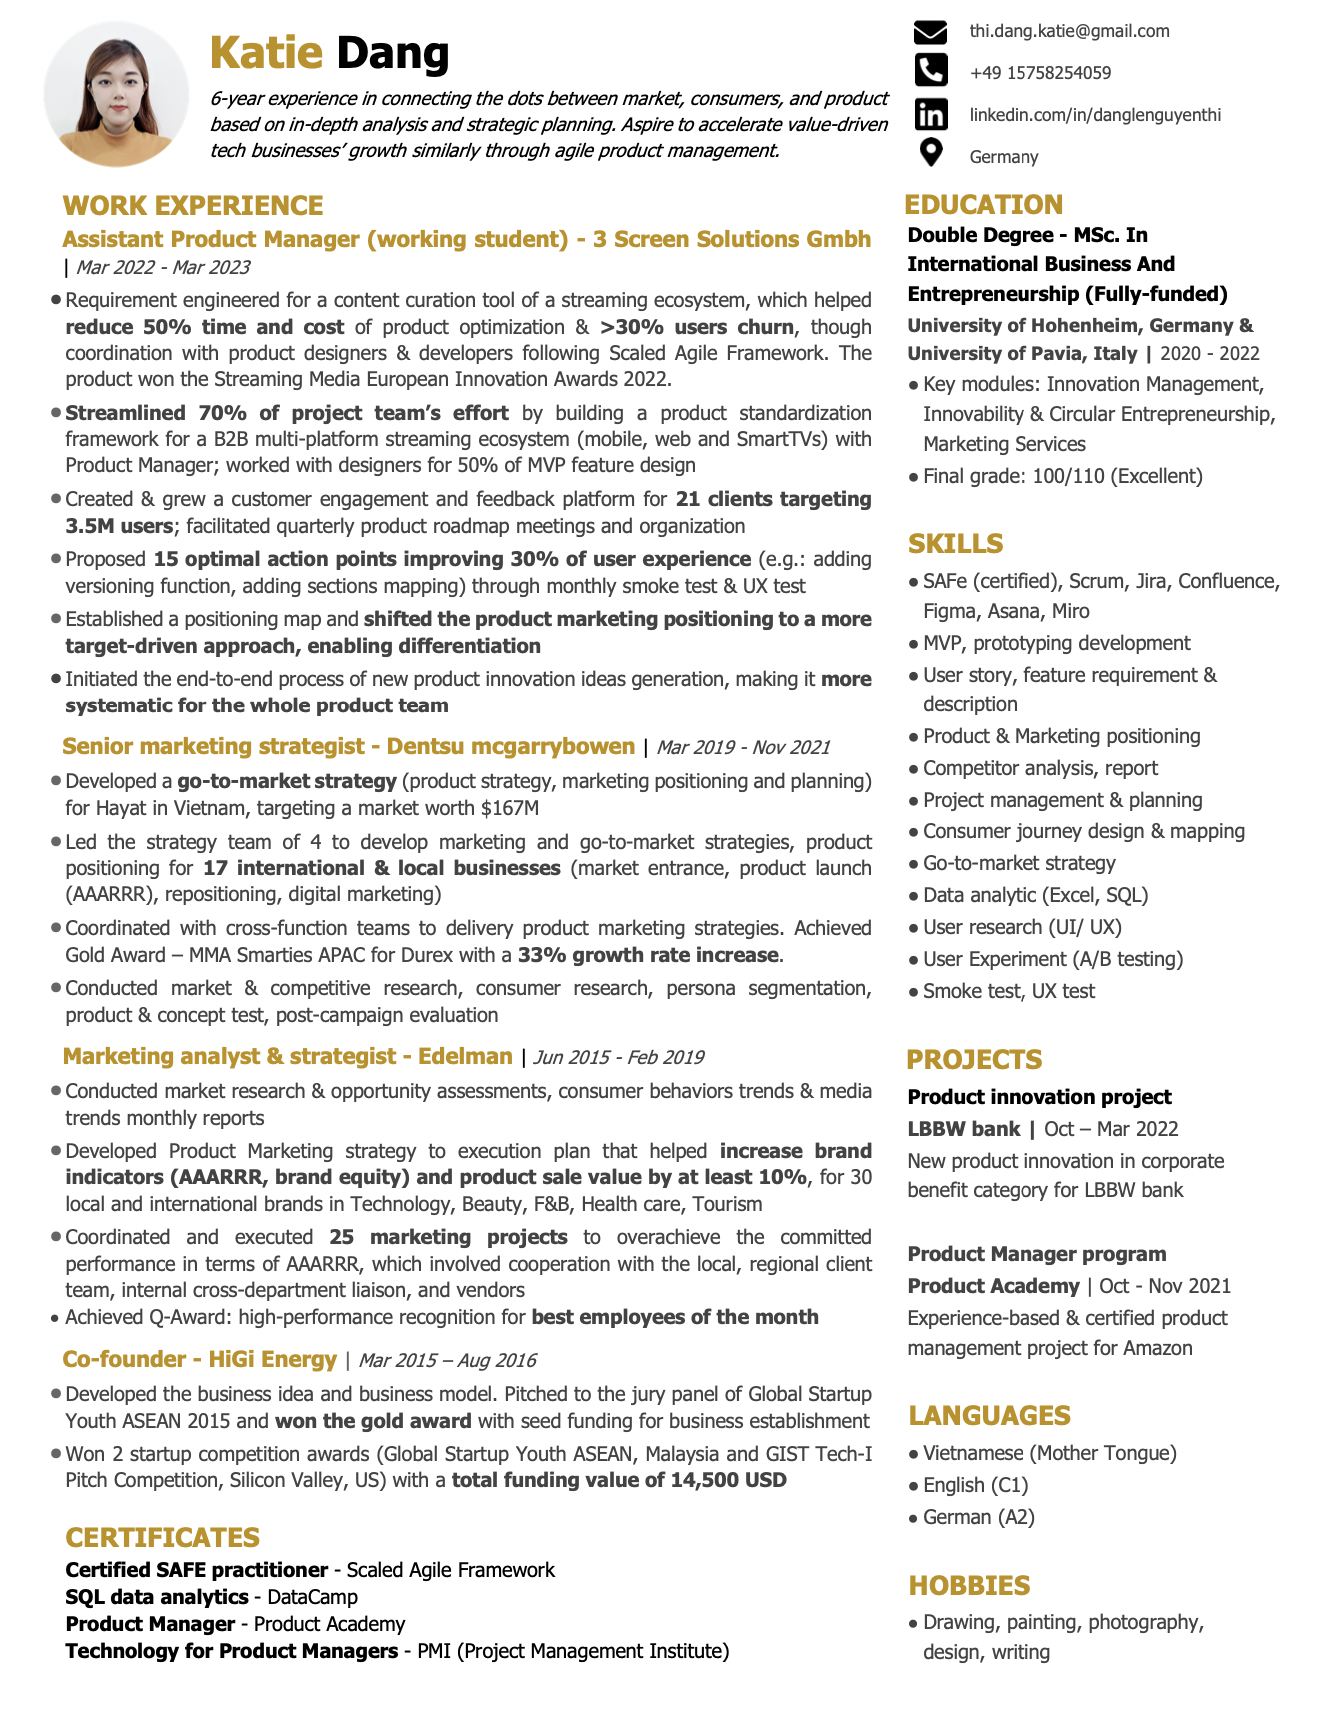 Katie Dang
6-year experience in connecting the dots between market, consumers, and product
based on in-depth analysis and strategic planning. Aspire to accelerate value-driven
tech businesses’ growth similarly through agile product management.
thi.dang.katie@gmail.com
+49 15758254059
linkedin.com/in/danglenguyenthi
Germany
WORK EXPERIENCE
Assistant Product Manager (working student) - 3 Screen Solutions Gmbh
| Mar 2022 - Mar 2023
• Requirement engineered for a content curation tool of a streaming ecosystem, which helped
reduce 50% time and cost of product optimization & >30% users churn, though
coordination with product designers & developers following Scaled Agile Framework. The
product won the Streaming Media European Innovation Awards 2022.
• Streamlined 70% of project team’s effort by building a product standardization
framework for a B2B multi-platform streaming ecosystem (mobile, web and SmartTVs) with
Product Manager; worked with designers for 50% of MVP feature design
• Created & grew a customer engagement and feedback platform for 21 clients targeting
3.5M users; facilitated quarterly product roadmap meetings and organization
• Proposed 15 optimal action points improving 30% of user experience (e.g.: adding
versioning function, adding sections mapping) through monthly smoke test & UX test
• Established a positioning map and shifted the product marketing positioning to a more
target-driven approach, enabling differentiation
• Initiated the end-to-end process of new product innovation ideas generation, making it more
systematic for the whole product team
Senior marketing strategist - Dentsu mcgarrybowen | Mar 2019 - Nov 2021
• Developed a go-to-market strategy (product strategy, marketing positioning and planning)
for Hayat in Vietnam, targeting a market worth $167M
• Led the strategy team of 4 to develop marketing and go-to-market strategies, product
positioning for 17 international & local businesses (market entrance, product launch
(AAARRR), repositioning, digital marketing)
• Coordinated with cross-function teams to delivery product marketing strategies. Achieved
Gold Award – MMA Smarties APAC for Durex with a 33% growth rate increase.
• Conducted market & competitive research, consumer research, persona segmentation,
product & concept test, post-campaign evaluation
Marketing analyst & strategist - Edelman | Jun 2015 - Feb 2019
• Conducted market research & opportunity assessments, consumer behaviors trends & media
trends monthly reports
• Developed Product Marketing strategy to execution plan that helped increase brand
indicators (AAARRR, brand equity) and product sale value by at least 10%, for 30
local and international brands in Technology, Beauty, F&B, Health care, Tourism
• Coordinated and executed 25 marketing projects to overachieve the committed
performance in terms of AAARRR, which involved cooperation with the local, regional client
team, internal cross-department liaison, and vendors
• Achieved Q-Award: high-performance recognition for best employees of the month
Co-founder - HiGi Energy | Mar 2015 – Aug 2016
• Developed the business idea and business model. Pitched to the jury panel of Global Startup
Youth ASEAN 2015 and won the gold award with seed funding for business establishment
• Won 2 startup competition awards (Global Startup Youth ASEAN, Malaysia and GIST Tech-I
Pitch Competition, Silicon Valley, US) with a total funding value of 14,500 USD
CERTIFICATES
Certified SAFE practitioner - Scaled Agile Framework
SQL data analytics - DataCamp
Product Manager - Product Academy
Technology for Product Managers - PMI (Project Management Institute)
EDUCATION
Double Degree - MSc. In
International Business And
Entrepreneurship (Fully-funded)
University of Hohenheim, Germany &
University of Pavia, Italy | 2020 - 2022
• Key modules: Innovation Management,
Innovability & Circular Entrepreneurship,
Marketing Services
• Final grade: 100/110 (Excellent)
SKILLS
• SAFe (certified), Scrum, Jira, Confluence,
Figma, Asana, Miro
• MVP, prototyping development
• User story, feature requirement &
description
• Product & Marketing positioning
• Competitor analysis, report
• Project management & planning
• Consumer journey design & mapping
• Go-to-market strategy
• Data analytic (Excel, SQL)
• User research (UI/ UX)
• User Experiment (A/B testing)
• Smoke test, UX test
PROJECTS
Product innovation project
LBBW bank | Oct – Mar 2022
New product innovation in corporate
benefit category for LBBW bank
Product Manager program
Product Academy | Oct - Nov 2021
Experience-based & certified product
management project for Amazon
LANGUAGES
• Vietnamese (Mother Tongue)
• English (C1)
• German (A2)
HOBBIES
• Drawing, painting, photography,
design, writing